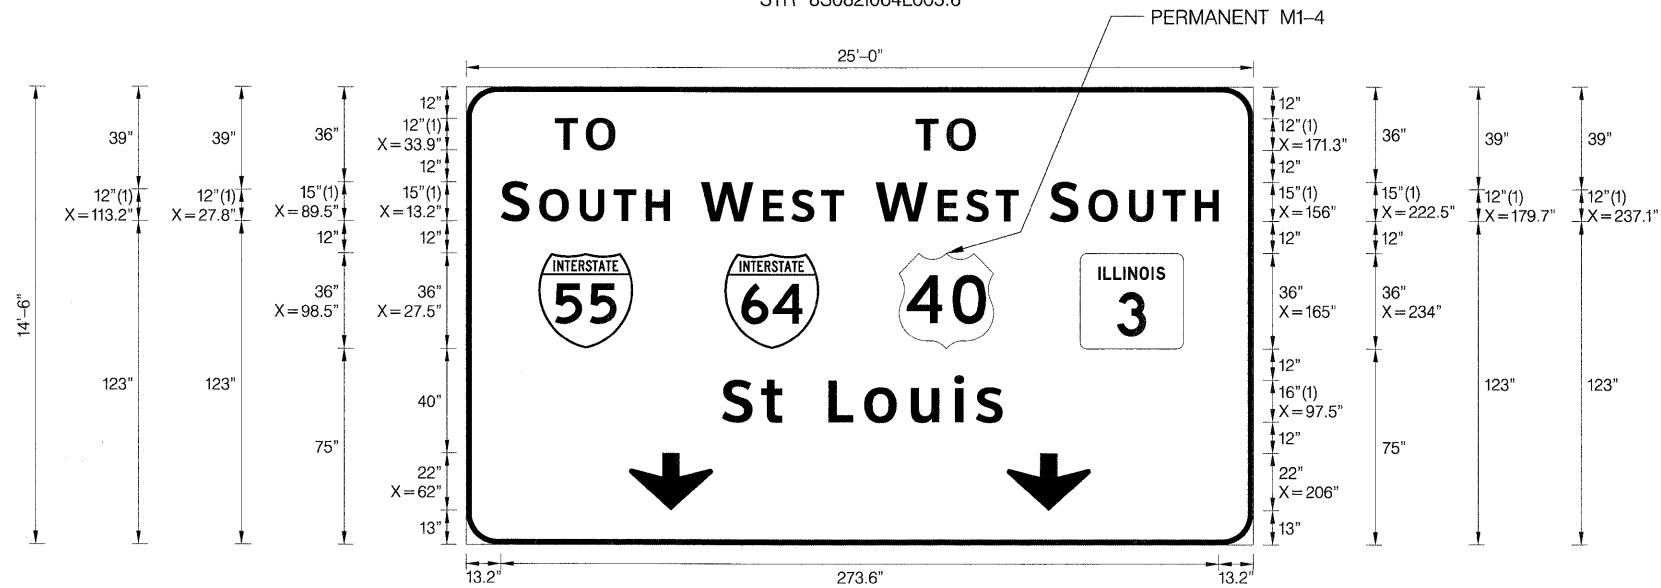 PERMANENT M1–4
25'–0"
14'–6"
39"
12"(1)
X=113.2"
123"
39"
12"(1)
X=27.8"
123"
36"
15"(1)
X=89.5"
12"
36"
X=98.5"
75"
12"
12"(1)
X=33.9"
12"
15"(1)
X=13.2"
12"
36"
X=27.5"
40"
22"
X=62"
13"
TO TO
SOUTH WEST WEST SOUTH
INTERSTATE
55
INTERSTATE
64
40
ILLINOIS
3
St Louis
12"
12"(1)
X=171.3"
12"
15"(1)
X=156"
12"
36"
X=165"
12"
16"(1)
X=97.5"
12"
22"
X=206"
13"
36"
15"(1)
X=222.5"
12"
36"
X=234"
75"
39"
12"(1)
X=179.7"
123"
39"
12"(1)
X=237.1"
123"
13.2" 273.6" 13.2"